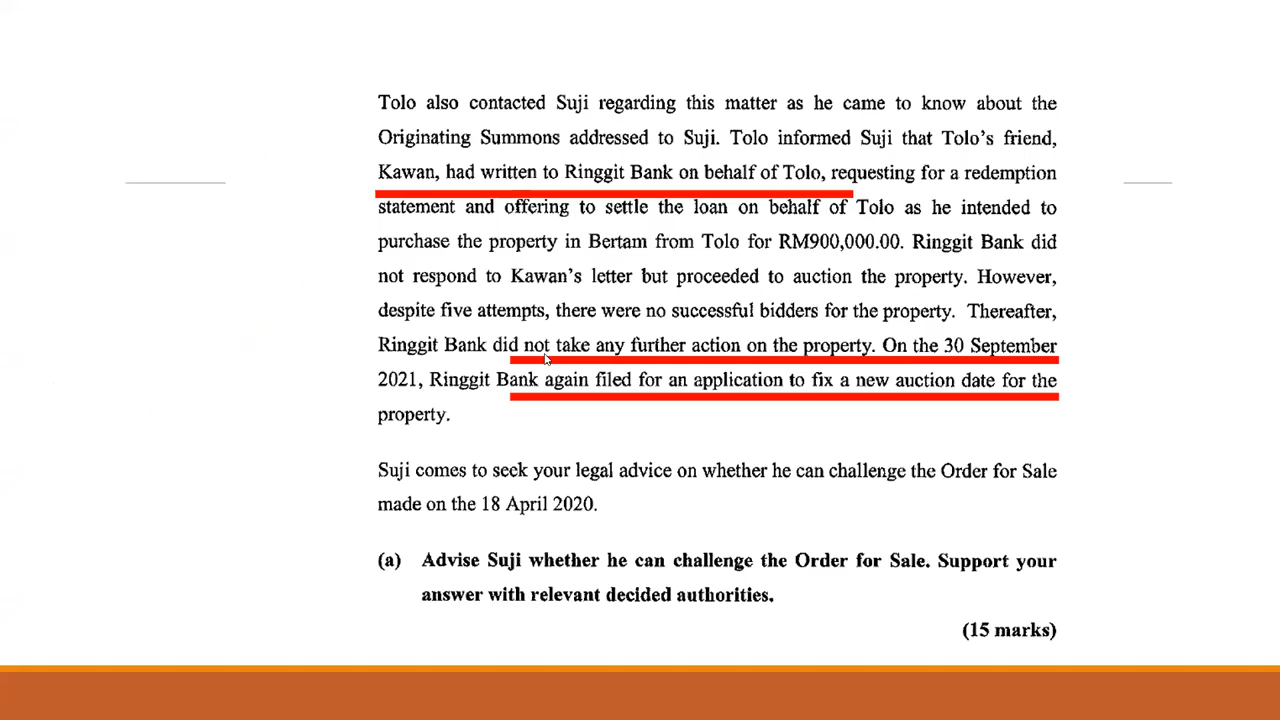 Tolo also contacted Suji regarding this matter as he came to know about the
Originating Summons addressed to Suji. Tolo informed Suji that Tolo's friend,
Kawan, had written to Ringgit Bank on behalf of Tolo, requesting for a redemption
statement and offering to settle the loan on behalf of Tolo as he intended to
purchase the property in Bertam from Tolo for RM900,000.00. Ringgit Bank did
not respond to Kawan's letter but proceeded to auction the property. However,
despite five attempts, there were no successful bidders for the property. Thereafter,
Ringgit Bank did not take any further action on the property. On the 30 September
2021, Ringgit Bank again filed for an application to fix a new auction date for the
property.
Suji comes to seek your legal advice on whether he can challenge the Order for Sale
made on the 18 April 2020.
(a) Advise Suji whether he can challenge the Order for Sale. Support your
answer with relevant decided authorities.
(15 marks)